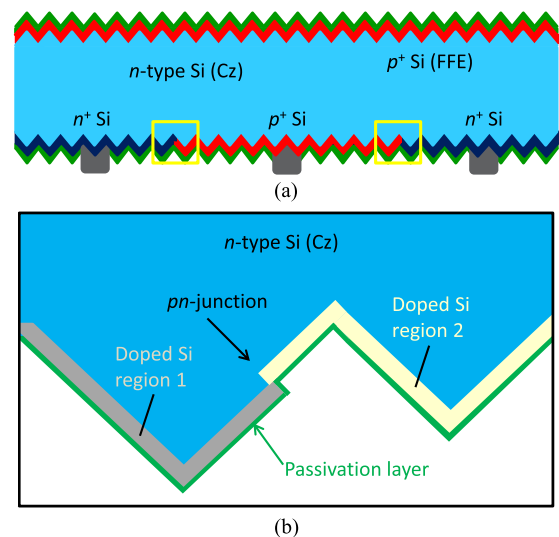 n-type Si (Cz)
p+ Si (FFE)
n+ Si
p+ Si
n+ Si
(a)
n-type Si (Cz)
pn-junction
Doped Si
region 2
Doped Si
region 1
Passivation layer
(b)